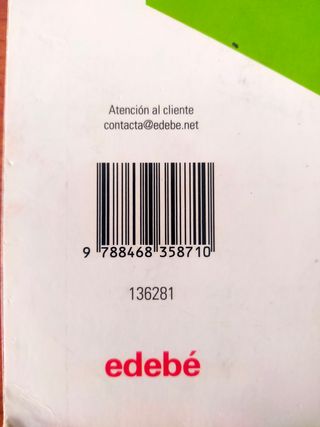 Atención al cliente
contacta@edebe.net
9 788468 358710
136281
edebé